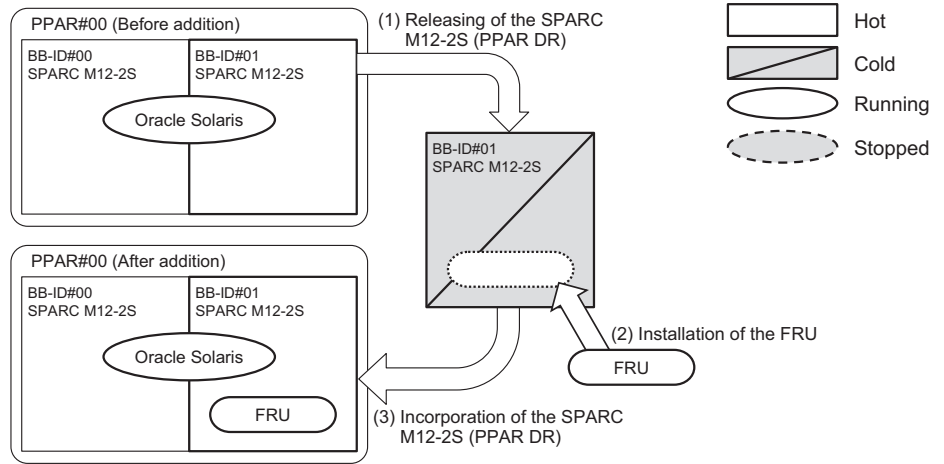 PPAR#00 (Before addition)
BB-ID#00
SPARC M12-2S
BB-ID#01
SPARC M12-2S
Oracle Solaris
(1) Releasing of the SPARC
M12-2S (PPAR DR)
Hot
Cold
Running
Stopped
BB-ID#01
SPARC M12-2S
(2) Installation of the FRU
FRU
PPAR#00 (After addition)
BB-ID#00
SPARC M12-2S
BB-ID#01
SPARC M12-2S
Oracle Solaris
FRU
(3) Incorporation of the SPARC
M12-2S (PPAR DR)